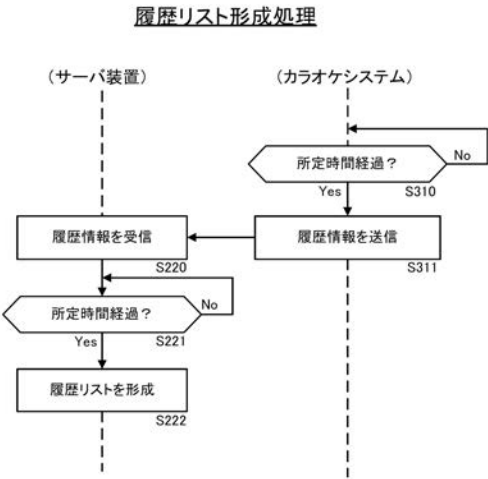 履歴リスト形成処理
（サーバ装置）
（カラオケシステム）
所定時間経過？
No
Yes
S310
履歴情報を受信
履歴情報を送信
S220
S311
所定時間経過？
No
Yes
S221
履歴リストを形成
S222